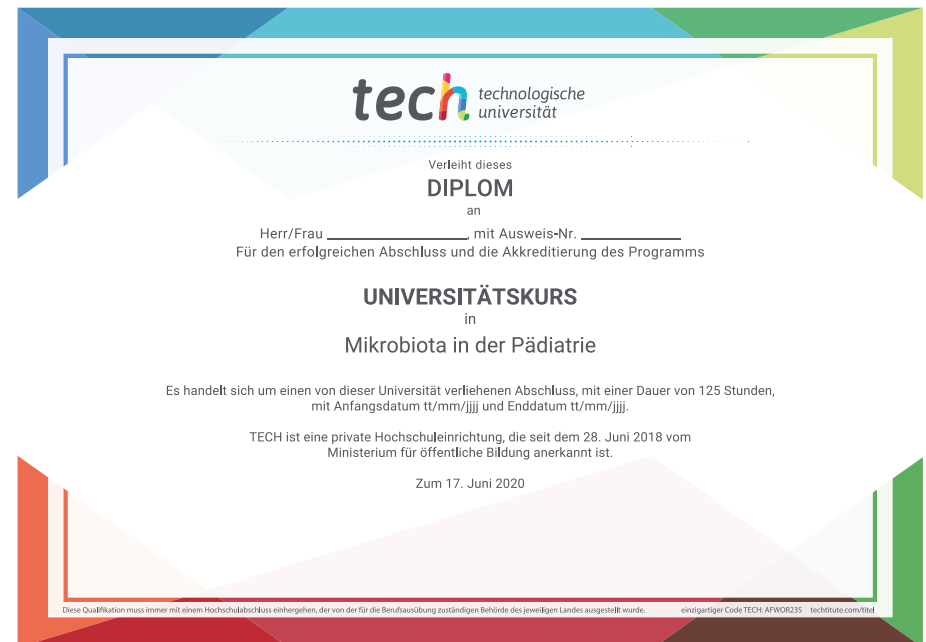 tech technologische
universität
Verleiht dieses
DIPLOM
an
Herr/Frau ____________, mit Ausweis-Nr. ____________
Für den erfolgreichen Abschluss und die Akkreditierung des Programms
UNIVERSITÄTSKURS
in
Mikrobiota in der Pädiatrie
Es handelt sich um einen von dieser Universität verliehenen Abschluss, mit einer Dauer von 125 Stunden,
mit Anfangsdatum tt/mm/jjjj und Enddatum tt/mm/jjjj.
TECH ist eine private Hochschuleinrichtung, die seit dem 28. Juni 2018 vom
Ministerium für öffentliche Bildung anerkannt ist.
Zum 17. Juni 2020
Diese Qualifikation muss immer mit einem Hochschulabschluss einhergehen, der von der für die Berufsausübung zuständigen Behörde des jeweiligen Landes ausgestellt wurde. einzigartiger Code TECH: AFWOR23S techtitute.com/titel